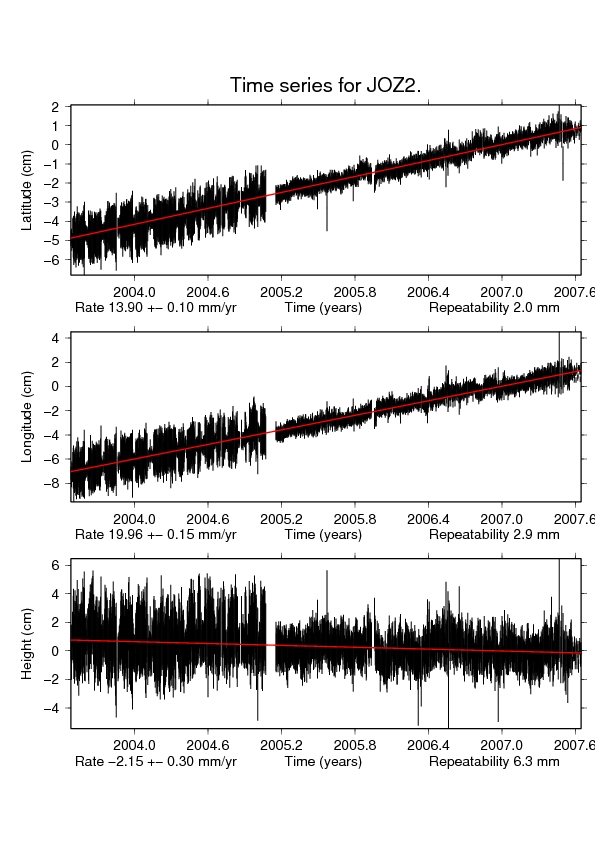 Time series for JOZ2.
2
1
0
−1
−2
−3
−4
−5
−6
Latitude (cm)
2004.0 2004.6 2005.2 2005.8 2006.4 2007.0 2007.6
Rate 13.90 +− 0.10 mm/yr Time (years) Repeatability 2.0 mm
4
2
0
−2
−4
−6
−8
Longitude (cm)
2004.0 2004.6 2005.2 2005.8 2006.4 2007.0 2007.6
Rate 19.96 +− 0.15 mm/yr Time (years) Repeatability 2.9 mm
6
4
2
0
−2
−4
Height (cm)
2004.0 2004.6 2005.2 2005.8 2006.4 2007.0 2007.6
Rate −2.15 +− 0.30 mm/yr Time (years) Repeatability 6.3 mm